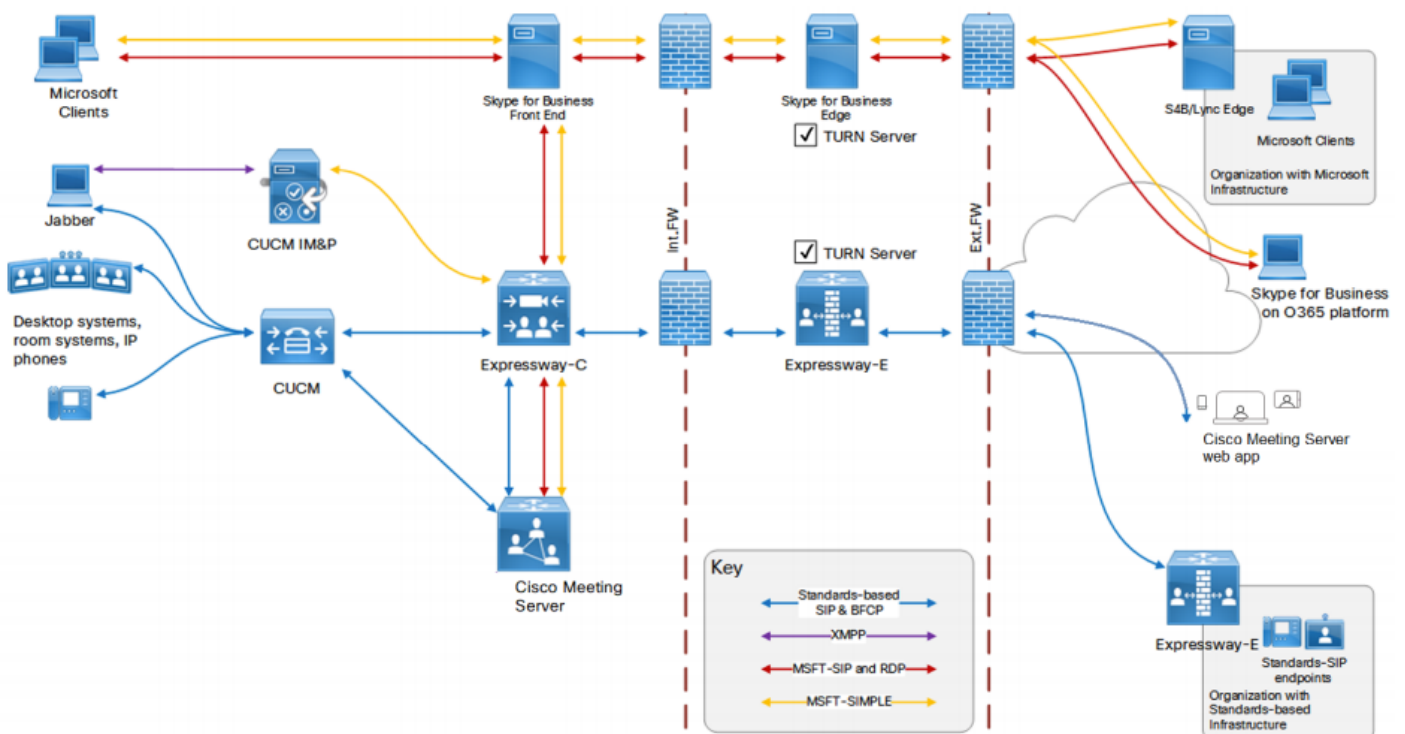 Microsoft
Clients
Skype for Business
Front End
Skype for Business
Edge
TURN Server
S4B/Lync Edge
Microsoft Clients
Organization with Microsoft
Infrastructure
Jabber
CUCM IM&P
Int.FW
TURN Server
Ext.FW
Skype for Business
on O365 platform
Desktop systems,
room systems, IP
phones
CUCM
Expressway-C
Expressway-E
Cisco Meeting Server
web app
Cisco Meeting
Server
Key
Standards-based
SIP & BFCP
XMPP
MSFT-SIP and RDP
MSFT-SIMPLE
Expressway-E
Standards-SIP
endpoints
Organization with
Standards-based
Infrastructure